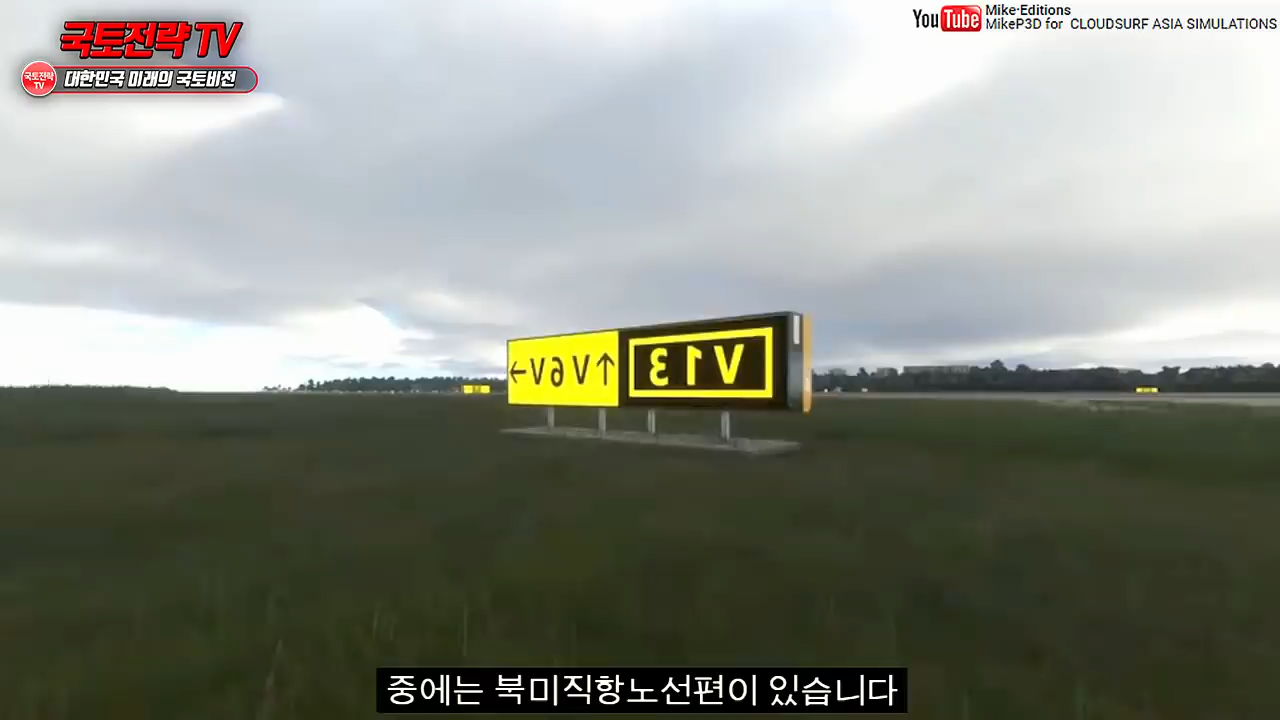 국토전략 TV
국토전략 TV
대한민국 미래의 국토비전
YouTube
Mike-Editions
MikeP3D for CLOUDSURF ASIA SIMULATIONS
←V6V↑
V13
중에는 북미직항노선편이 있습니다